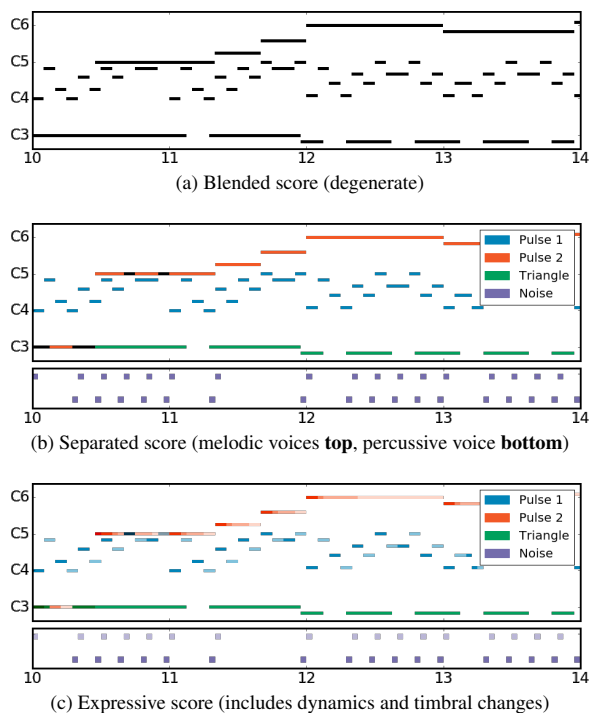 C6
C5
C4
C3
10 11 12 13 14
(a) Blended score (degenerate)
C6
C5
C4
C3
Pulse 1
Pulse 2
Triangle
Noise
10 11 12 13 14
(b) Separated score (melodic voices top, percussive voice bottom)
C6
C5
C4
C3
Pulse 1
Pulse 2
Triangle
Noise
10 11 12 13 14
(c) Expressive score (includes dynamics and timbral changes)